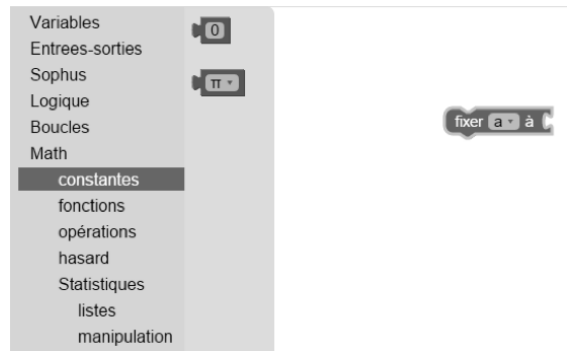 Variables
Entrees-sorties
Sophus
Logique
Boucles
Math
constantes
fonctions
opérations
hasard
Statistiques
listes
manipulation
0
π
fixer a à